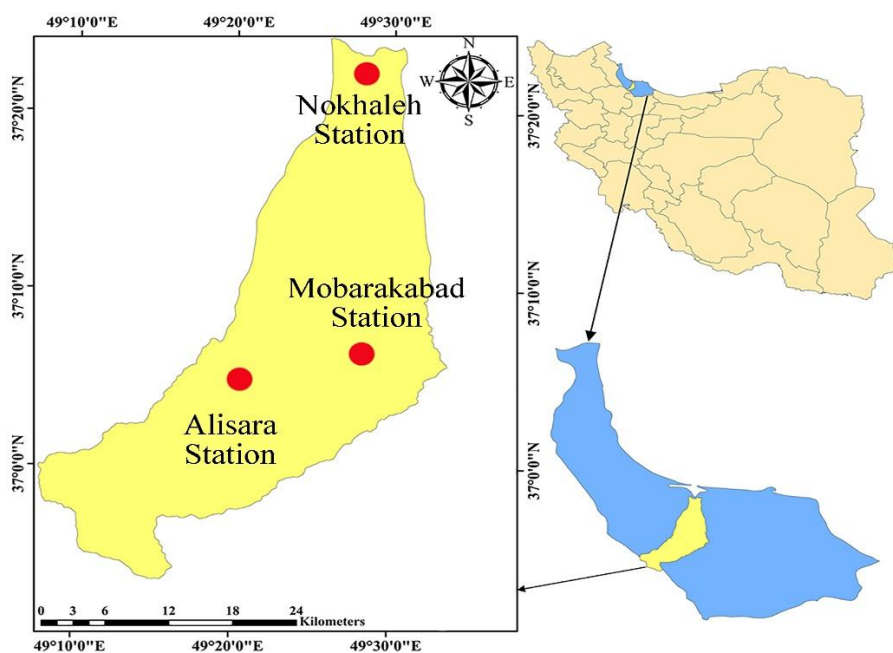 49°10'0"E
49°20'0"E
49°30'0"E
37°20'0"N
37°10'0"N
37°0'0"N
N
W
E
S
Nokhaleh
Station
Mobarakabad
Station
Alisara
Station
0 3 6 12 18 24
Kilometers
37°20'0"N
37°10'0"N
37°0'0"N
49°10'0"E
49°20'0"E
49°30'0"E